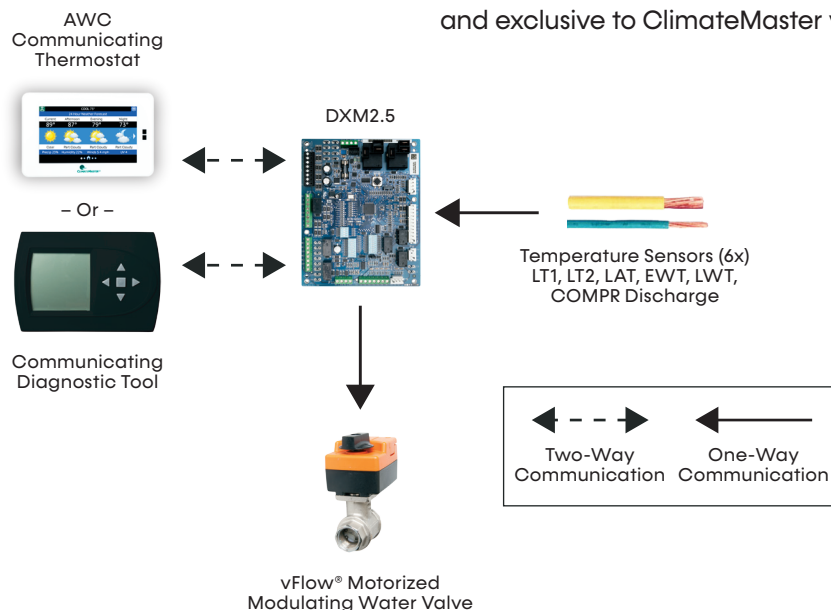 and exclusive to ClimateMaster
AWC
Communicating
Thermostat
DXM2.5
– Or –
Temperature Sensors (6x)
LT1, LT2, LAT, EWT, LWT,
COMPR Discharge
Communicating
Diagnostic Tool
Two-Way
Communication
One-Way
Communication
vFlow® Motorized
Modulating Water Valve